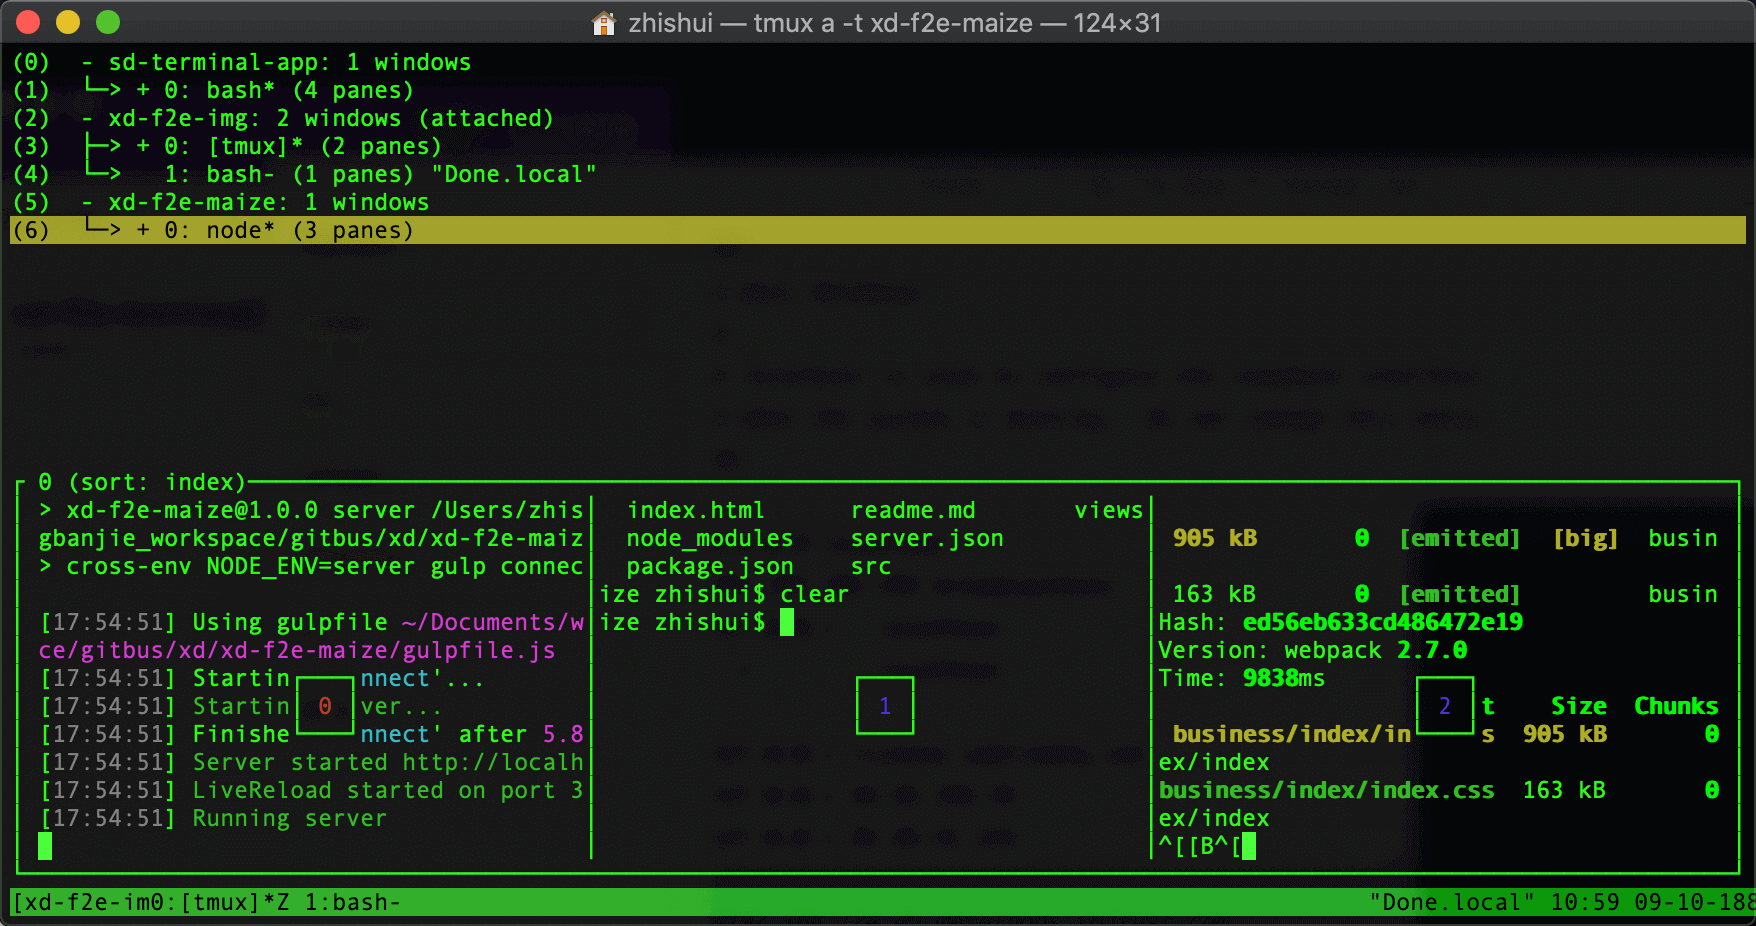 zhishui — tmux a -t xd-f2e-maize — 124×31
(0)  - sd-terminal-app: 1 windows
(1)  └─> + 0: bash* (4 panes)
(2)  - xd-f2e-img: 2 windows (attached)
(3)  ├─> + 0: [tmux]* (2 panes)
(4)  └─>   1: bash- (1 panes) "Done.local"
(5)  - xd-f2e-maize: 1 windows
(6)  └─> + 0: node* (3 panes)
0 (sort: index)
> xd-f2e-maize@1.0.0 server /Users/zhis
gbanjie_workspace/gitbus/xd/xd-f2e-maiz
> cross-env NODE_ENV=server gulp connec
[17:54:51] Using gulpfile ~/Documents/w
ce/gitbus/xd/xd-f2e-maize/gulpfile.js
[17:54:51] Startin nnect'...
[17:54:51] Startin 0 ver...
[17:54:51] Finishe nnect' after 5.8
[17:54:51] Server started http://localh
[17:54:51] LiveReload started on port 3
[17:54:51] Running server
index.html readme.md views
node_modules server.json
package.json src
ize zhishui$ clear
ize zhishui$
1
905 kB 0 [emitted] [big] busin
163 kB 0 [emitted] busin
Hash: ed56eb633cd486472e19
Version: webpack 2.7.0
Time: 9838ms
2 t Size Chunks
business/index/in s 905 kB 0
ex/index
business/index/index.css 163 kB 0
ex/index
^[[B^[
[xd-f2e-im0:[tmux]*Z 1:bash- "Done.local" 10:59 09-10-188